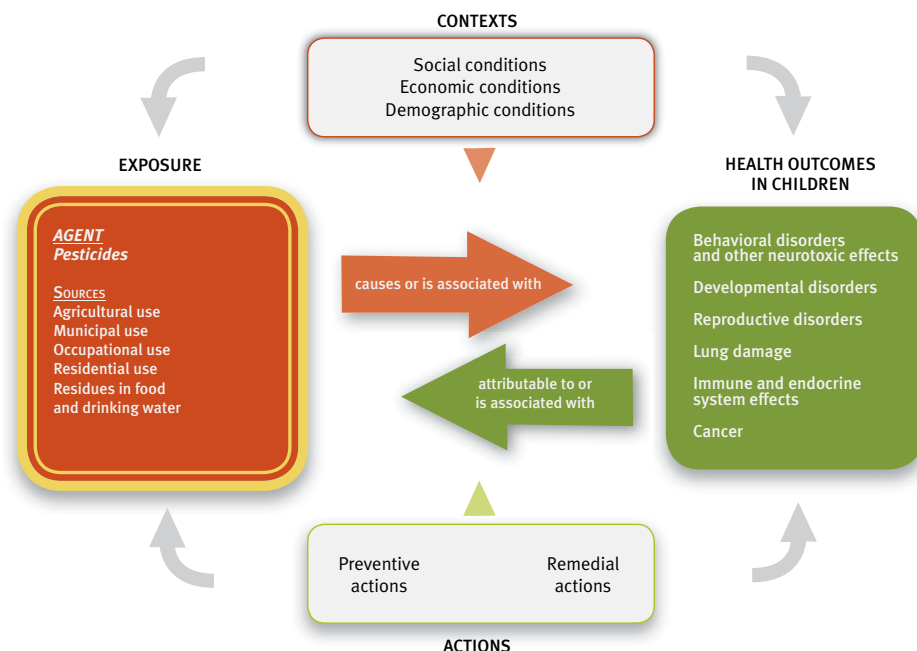 CONTEXTS
Social conditions
Economic conditions
Demographic conditions
EXPOSURE
AGENT
Pesticides
SOURCES
Agricultural use
Municipal use
Occupational use
Residential use
Residues in food
and drinking water
causes or is associated with
attributable to or
is associated with
HEALTH OUTCOMES
IN CHILDREN
Behavioral disorders
and other neurotoxic effects
Developmental disorders
Reproductive disorders
Lung damage
Immune and endocrine
system effects
Cancer
Preventive
actions
Remedial
actions
ACTIONS